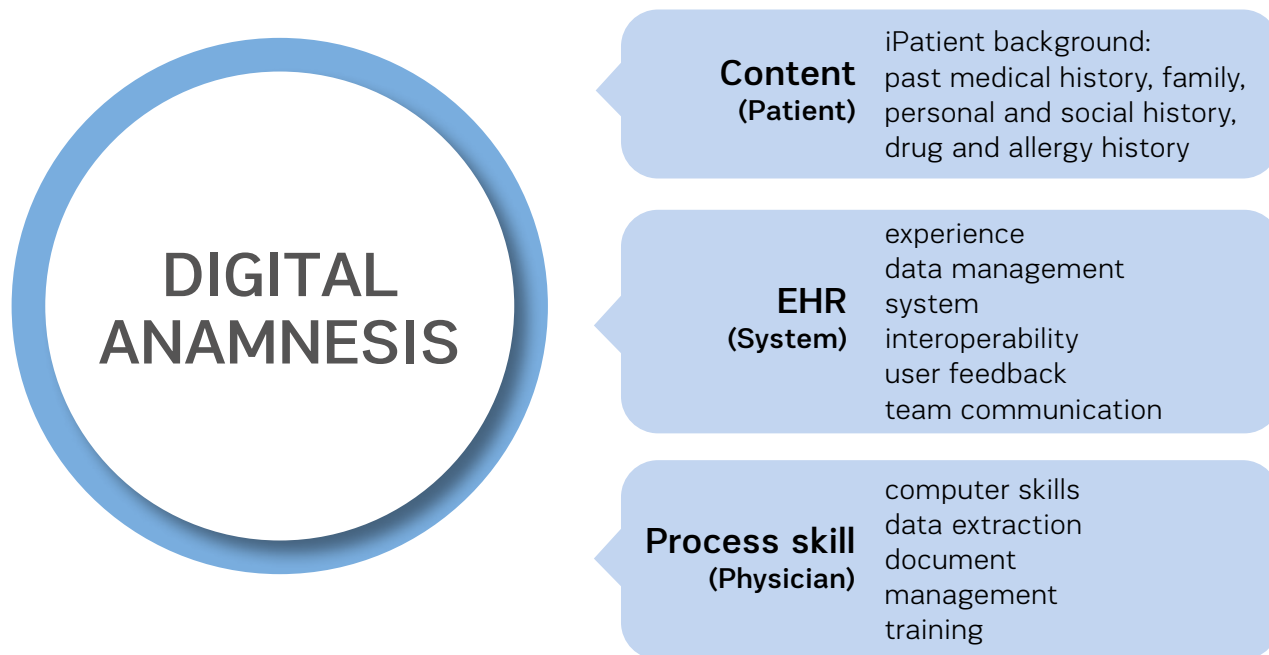 DIGITAL
ANAMNESIS
Content
(Patient)
iPatient background:
past medical history, family,
personal and social history,
drug and allergy history
EHR
(System)
experience
data management
system
interoperability
user feedback
team communication
Process skill
(Physician)
computer skills
data extraction
document
management
training